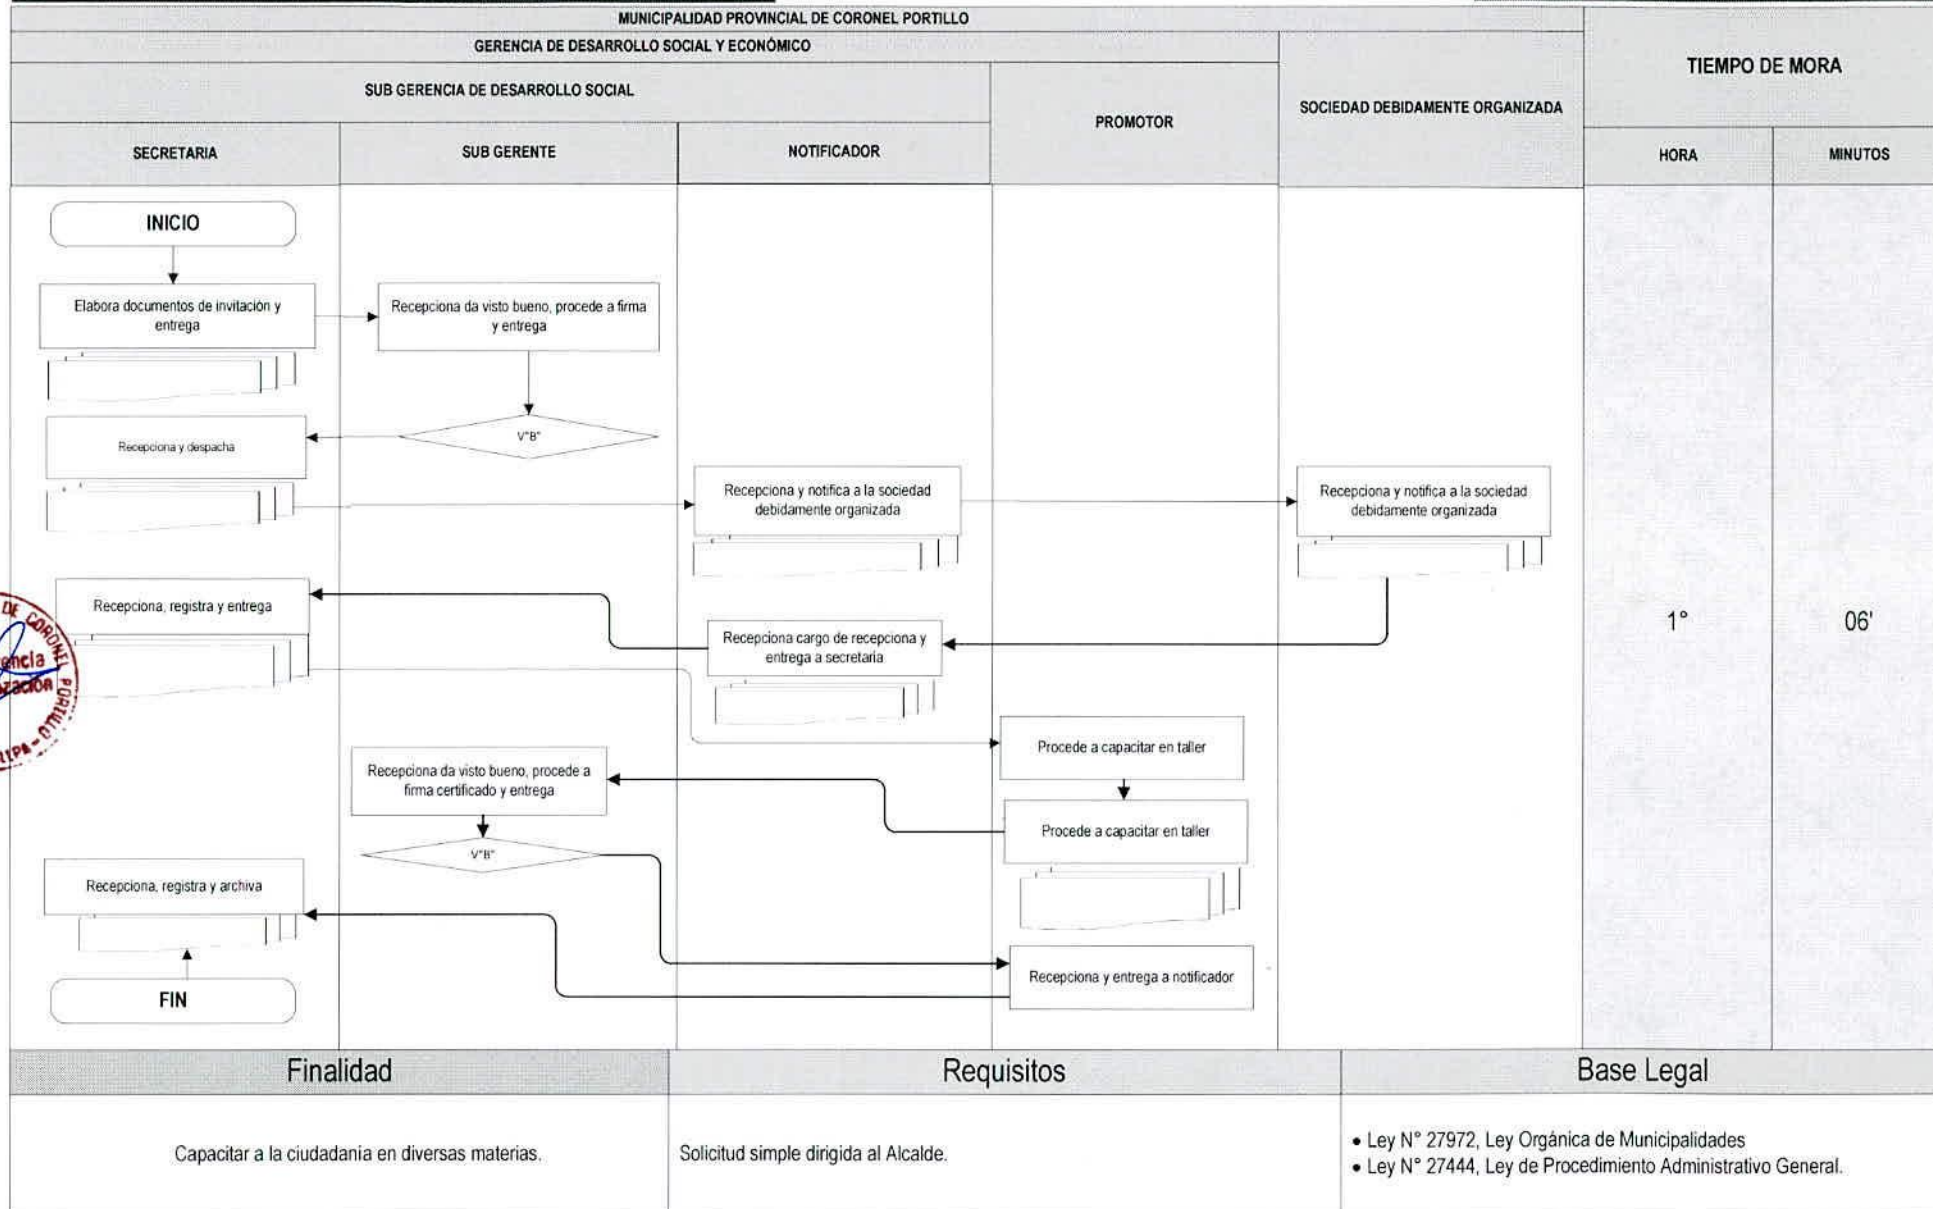 MUNICIPALIDAD PROVINCIAL DE CORONEL PORTILLO
GERENCIA DE DESARROLLO SOCIAL Y ECONÓMICO
SUB GERENCIA DE DESARROLLO SOCIAL
PROMOTOR
SOCIEDAD DEBIDAMENTE ORGANIZADA
TIEMPO DE MORA
SECRETARIA
SUB GERENTE
NOTIFICADOR
HORA
MINUTOS
INICIO
Elabora documentos de invitación y
entrega
Recepciona da visto bueno, procede a firma
y entrega
Recepciona y despacha
V"B"
Recepciona y notifica a la sociedad
debidamente organizada
Recepciona y notifica a la sociedad
debidamente organizada
Recepciona, registra y entrega
Recepciona cargo de recepciona y
entrega a secretaria
1°
06'
DE CORONEL PORTILLO
Procede a capacitar en taller
Recepciona da visto bueno, procede a
firma certificado y entrega
Procede a capacitar en taller
V"B"
Recepciona, registra y archiva
Recepciona y entrega a notificador
FIN
Finalidad
Requisitos
Base Legal
Capacitar a la ciudadania en diversas materias.
Solicitud simple dirigida al Alcalde.
• Ley N° 27972, Ley Orgánica de Municipalidades
• Ley N° 27444, Ley de Procedimiento Administrativo General.